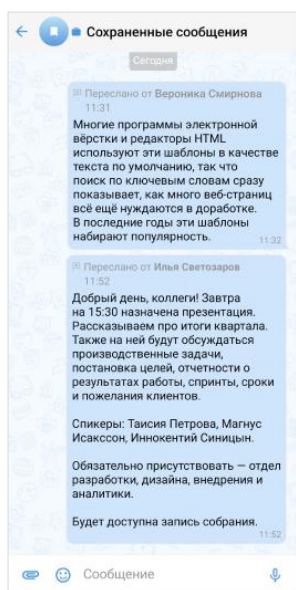 Сохраненные сообщения
Сегодня
Переслано от Вероника Смирнова
11:31
Многие программы электронной
вёрстки и редакторы HTML
используют эти шаблоны в качестве
текста по умолчанию, так что
поиск по ключевым словам сразу
показывает, как много веб-страниц
всё ещё нуждаются в доработке.
В последние годы эти шаблоны
набирают популярность.
11:32
Переслано от Илья Светозаров
11:52
Добрый день, коллеги! Завтра
на 15:30 назначена презентация.
Рассказываем про итоги квартала.
Также на ней будут обсуждаться
производственные задачи,
постановка целей, отчетности о
результатах работы, спринты, сроки
и пожелания клиентов.
Спикеры: Таисия Петрова, Магнус
Исакссон, Иннокентий Синицын.
Обязательно присутствовать — отдел
разработки, дизайна, внедрения и
аналитики.
Будет доступна запись собрания.
11:52
Сообщение